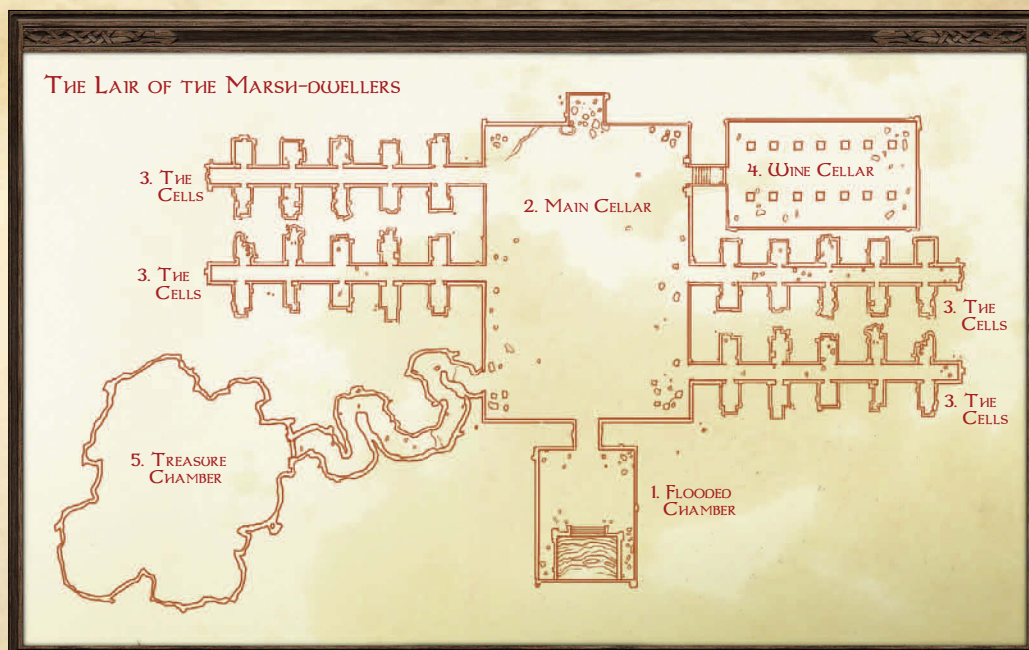 The Lair of the Marsh-dwellers
3. The
Cells
2. Main Cellar
4. Wine Cellar
3. The
Cells
3. The
Cells
3. The
Cells
5. Treasure
Chamber
1. Flooded
Chamber